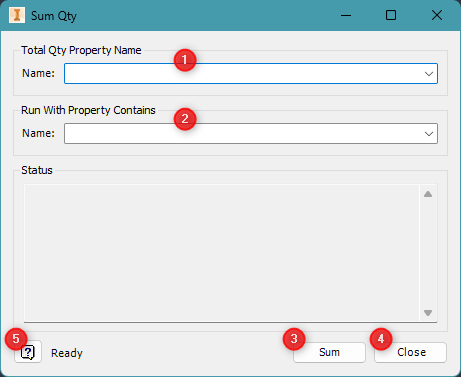 Sum Qty
Total Qty Property Name
1
Name:
Run With Property Contains
2
Name:
Status
5
? Ready
3
Sum
4
Close